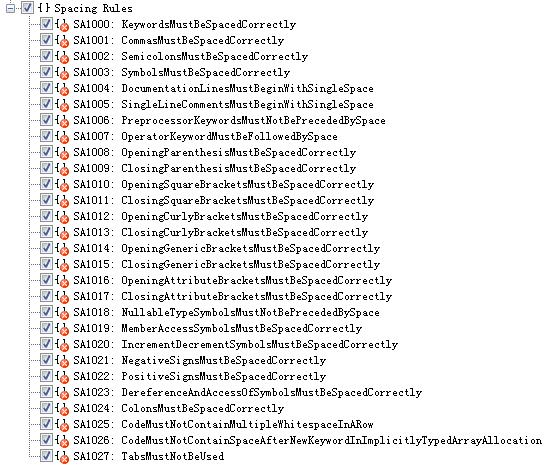 {} Spacing Rules
SA1000: KeywordsMustBeSpacedCorrectly
SA1001: CommasMustBeSpacedCorrectly
SA1002: SemicolonsMustBeSpacedCorrectly
SA1003: SymbolsMustBeSpacedCorrectly
SA1004: DocumentationLinesMustBeginWithSingleSpace
SA1005: SingleLineCommentsMustBeginWithSingleSpace
SA1006: PreprocessorKeywordsMustNotBePrecededBySpace
SA1007: OperatorKeywordMustBeFollowedBySpace
SA1008: OpeningParenthesisMustBeSpacedCorrectly
SA1009: ClosingParenthesisMustBeSpacedCorrectly
SA1010: OpeningSquareBracketsMustBeSpacedCorrectly
SA1011: ClosingSquareBracketsMustBeSpacedCorrectly
SA1012: OpeningCurlyBracketsMustBeSpacedCorrectly
SA1013: ClosingCurlyBracketsMustBeSpacedCorrectly
SA1014: OpeningGenericBracketsMustBeSpacedCorrectly
SA1015: ClosingGenericBracketsMustBeSpacedCorrectly
SA1016: OpeningAttributeBracketsMustBeSpacedCorrectly
SA1017: ClosingAttributeBracketsMustBeSpacedCorrectly
SA1018: NullableTypeSymbolsMustNotBePrecededBySpace
SA1019: MemberAccessSymbolsMustBeSpacedCorrectly
SA1020: IncrementDecrementSymbolsMustBeSpacedCorrectly
SA1021: NegativeSignsMustBeSpacedCorrectly
SA1022: PositiveSignsMustBeSpacedCorrectly
SA1023: DereferenceAndAccessOfSymbolsMustBeSpacedCorrectly
SA1024: ColonsMustBeSpacedCorrectly
SA1025: CodeMustNotContainMultipleWhitespaceInARow
SA1026: CodeMustNotContainSpaceAfterNewKeywordInImplicitlyTypedArrayAllocation
SA1027: TabsMustNotBeUsed